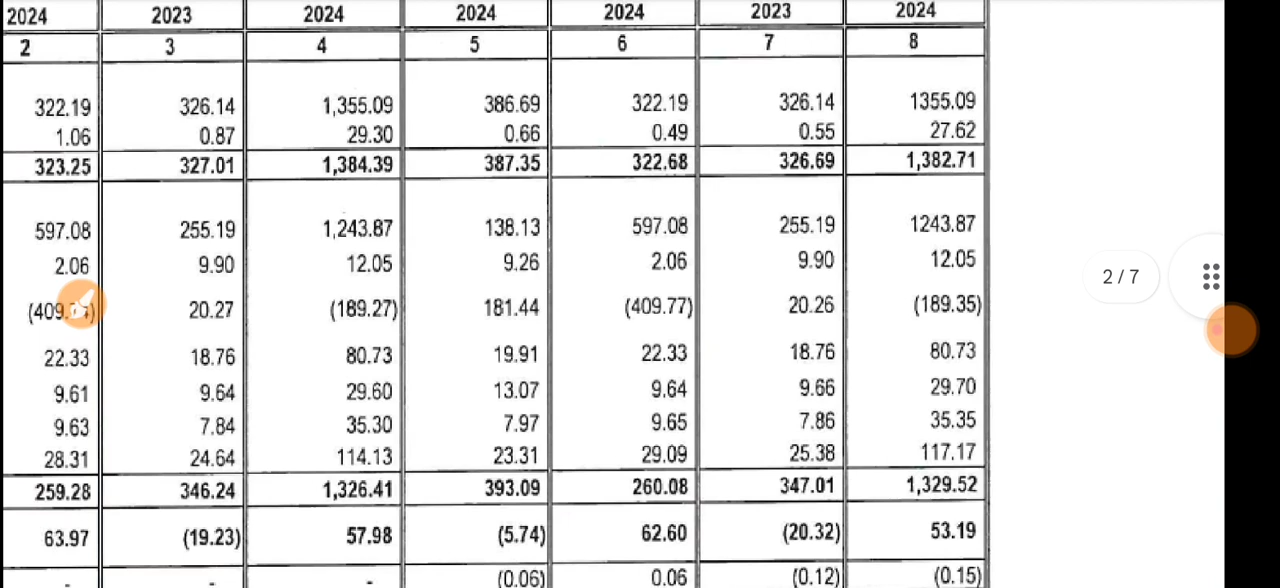 2024 2023 2024 2024 2024 2023 2024
2 3 4 5 6 7 8
322.19 326.14 1,355.09 386.69 322.19 326.14 1355.09
1.06 0.87 29.30 0.66 0.49 0.55 27.62
323.25 327.01 1,384.39 387.35 322.68 326.69 1,382.71
597.08 255.19 1,243.87 138.13 597.08 255.19 1243.87
2.06 9.90 12.05 9.26 2.06 9.90 12.05
20.27 (189.27) 181.44 (409.77) 20.26 (189.35)
22.33 18.76 80.73 19.91 22.33 18.76 80.73
9.61 9.64 29.60 13.07 9.64 9.66 29.70
9.63 7.84 35.30 7.97 9.65 7.86 35.35
28.31 24.64 114.13 23.31 29.09 25.38 117.17
259.28 346.24 1,326.41 393.09 260.08 347.01 1,329.52
63.97 (19.23) 57.98 (5.74) 62.60 (20.32) 53.19
- - - (0.06) 0.06 (0.12) (0.15)
2/7